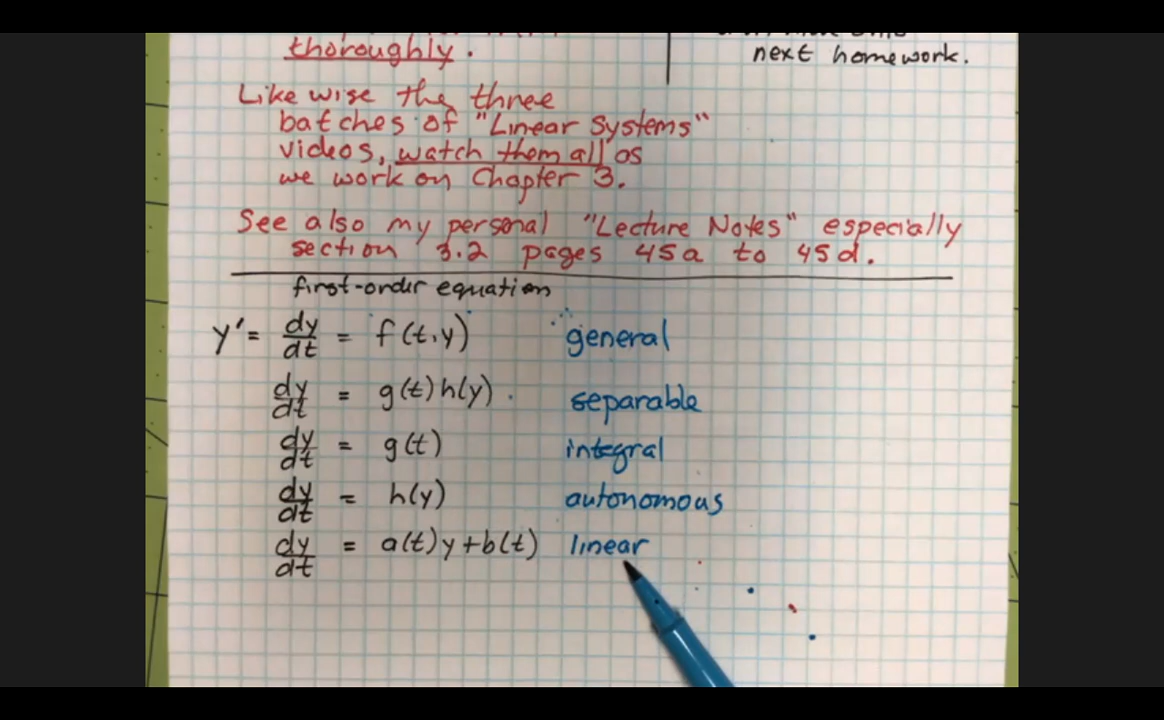 thoroughly.
next homework.
Likewise the three
batches of "Linear Systems"
videos, watch them all as
we work on Chapter 3.
See also my personal "Lecture Notes" especially
section 3.2 pages 45a to 45d.
first-order equation
y' = dy/dt = f(t,y) general
dy/dt = g(t)h(y). separable
dy/dt = g(t) integral
dy/dt = h(y) autonomous
dy/dt = a(t)y+b(t) linear